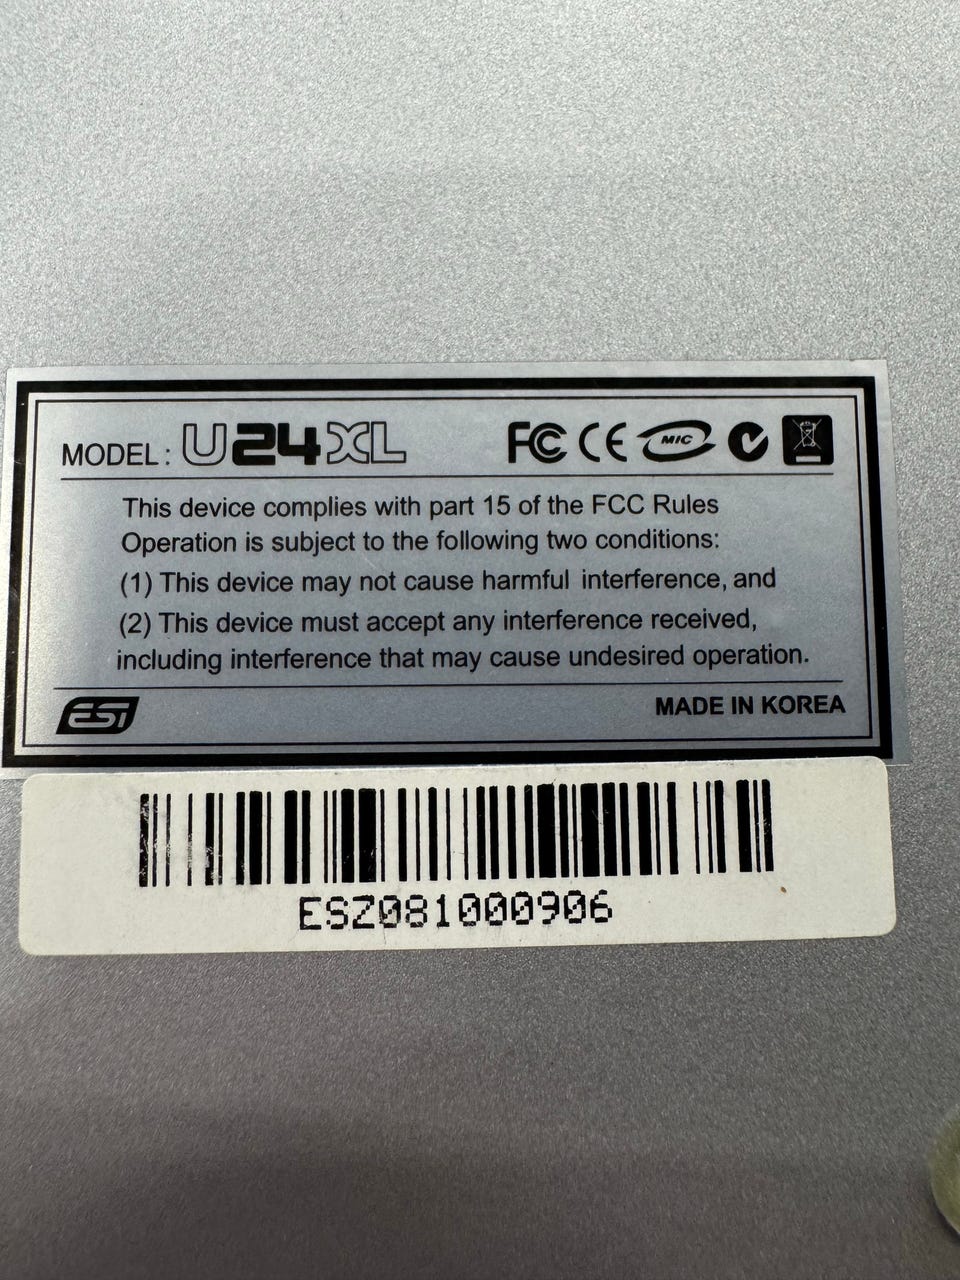 MODEL : U24XL FC CE MIC
This device complies with part 15 of the FCC Rules
Operation is subject to the following two conditions:
(1) This device may not cause harmful interference, and
(2) This device must accept any interference received,
including interference that may cause undesired operation.
ESI MADE IN KOREA
ESZ081000906